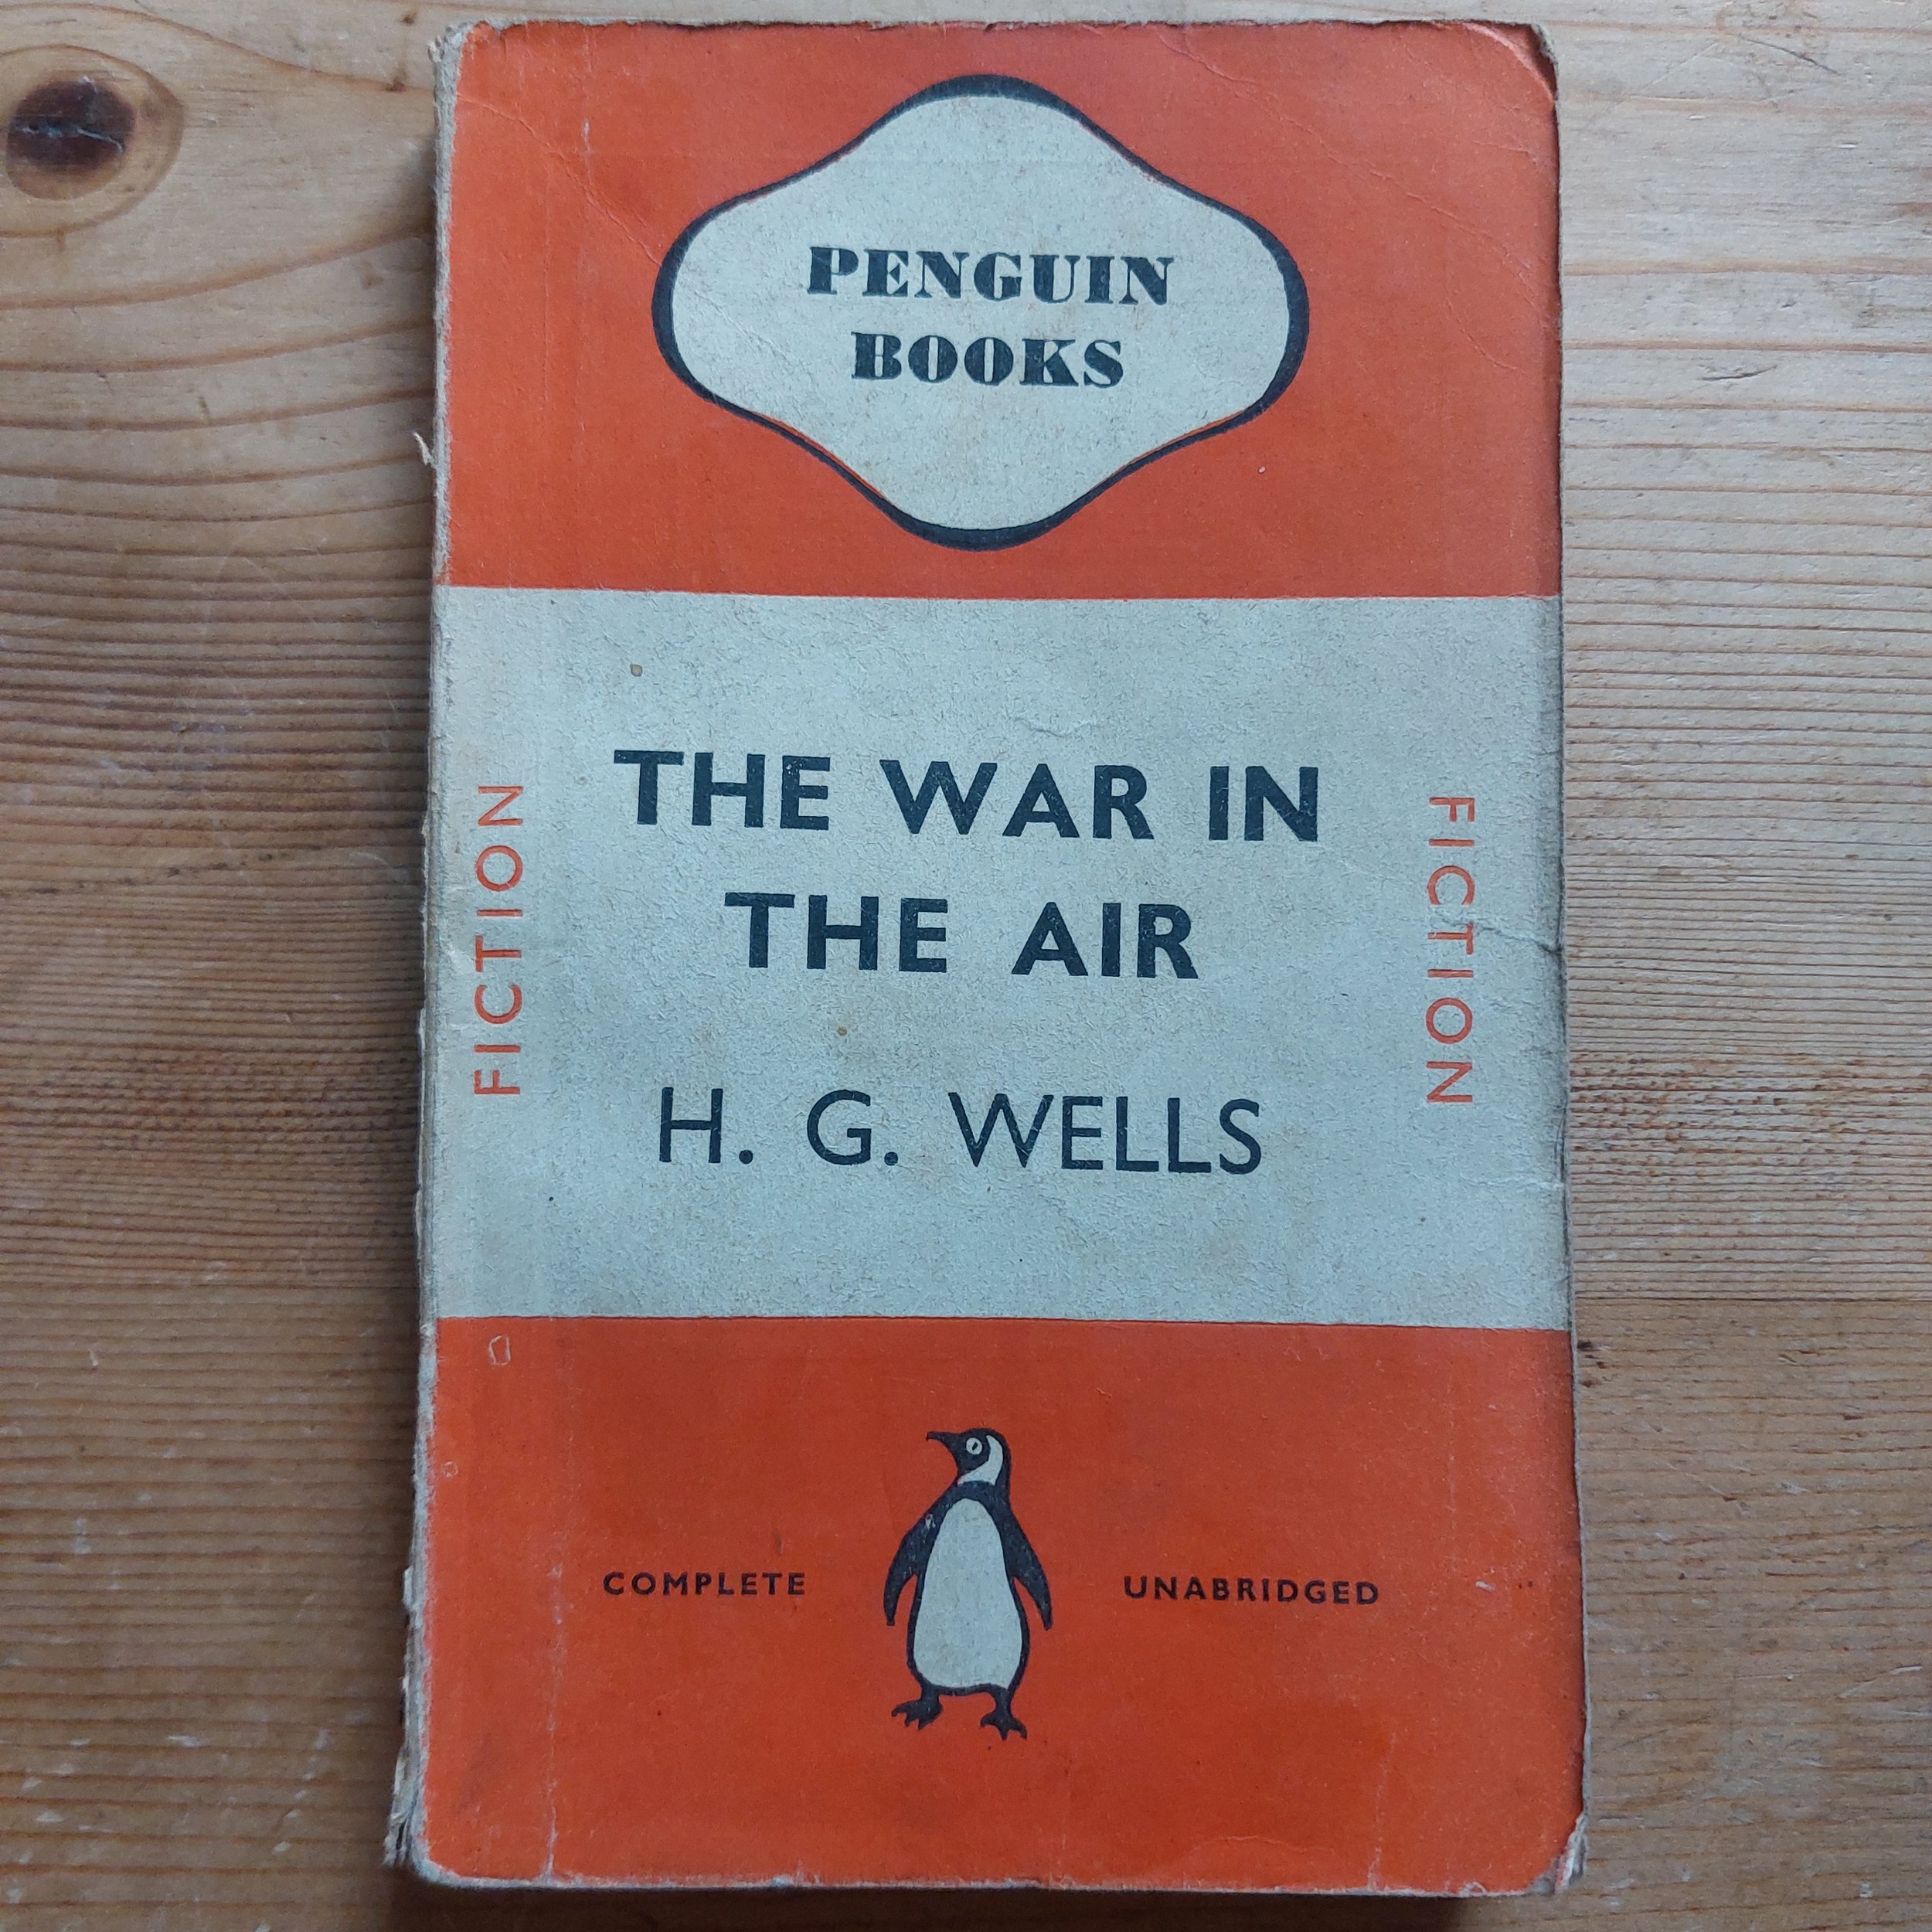 PENGUIN
BOOKS
THE WAR IN
THE AIR
H. G. WELLS
FICTION
FICTION
COMPLETE
UNABRIDGED